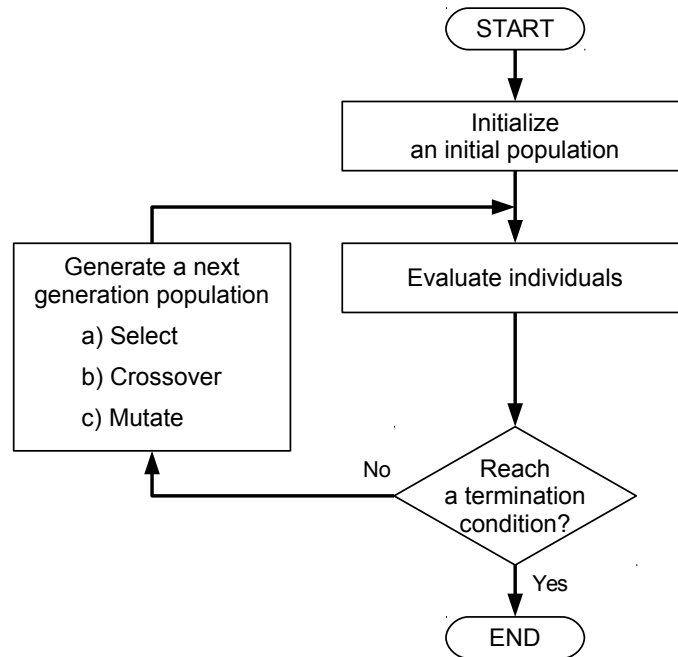 START
Initialize
an initial population
Evaluate individuals
Generate a next
generation population
a) Select
b) Crossover
c) Mutate
No
Reach
a termination
condition?
Yes
END